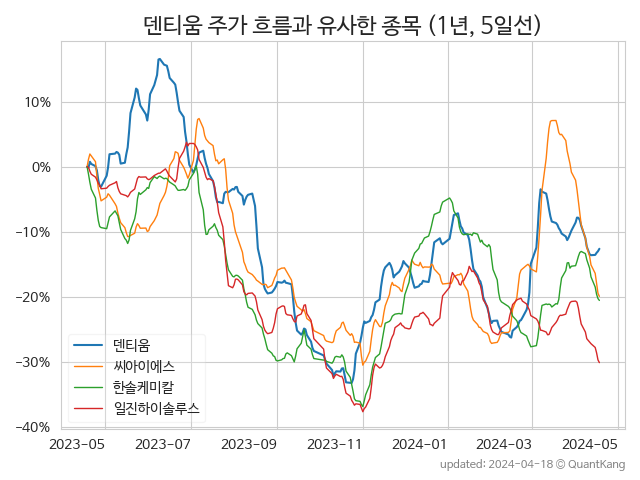 덴티움 주가 흐름과 유사한 종목 (1년, 5일선)
10%
0%
−10%
−20%
−30%
−40%
덴티움
씨아이에스
한솔케미칼
일진하이솔루스
2023-05 2023-07 2023-09 2023-11 2024-01 2024-03 2024-05
updated: 2024-04-18 © QuantKang